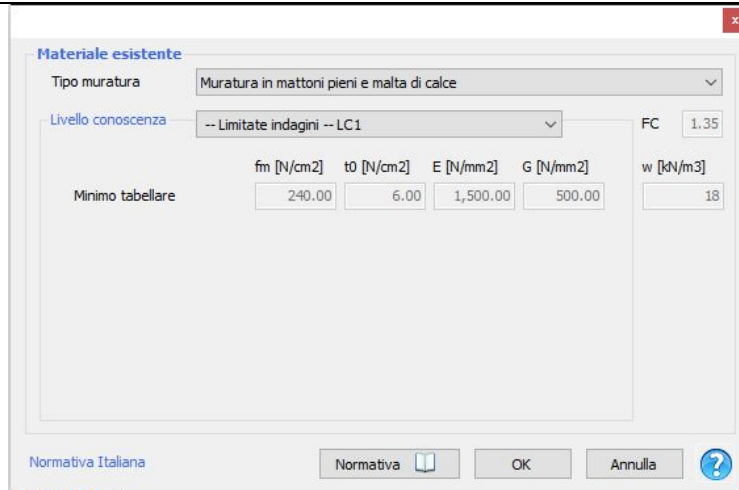 x
Materiale esistente
Tipo muratura Muratura in mattoni pieni e malta di calce
Livello conoscenza -- Limitate indagini -- LC1 FC 1.35
fm [N/cm2] t0 [N/cm2] E [N/mm2] G [N/mm2] w [kN/m3]
Minimo tabellare 240.00 6.00 1,500.00 500.00 18
Normativa Italiana Normativa OK Annulla ?